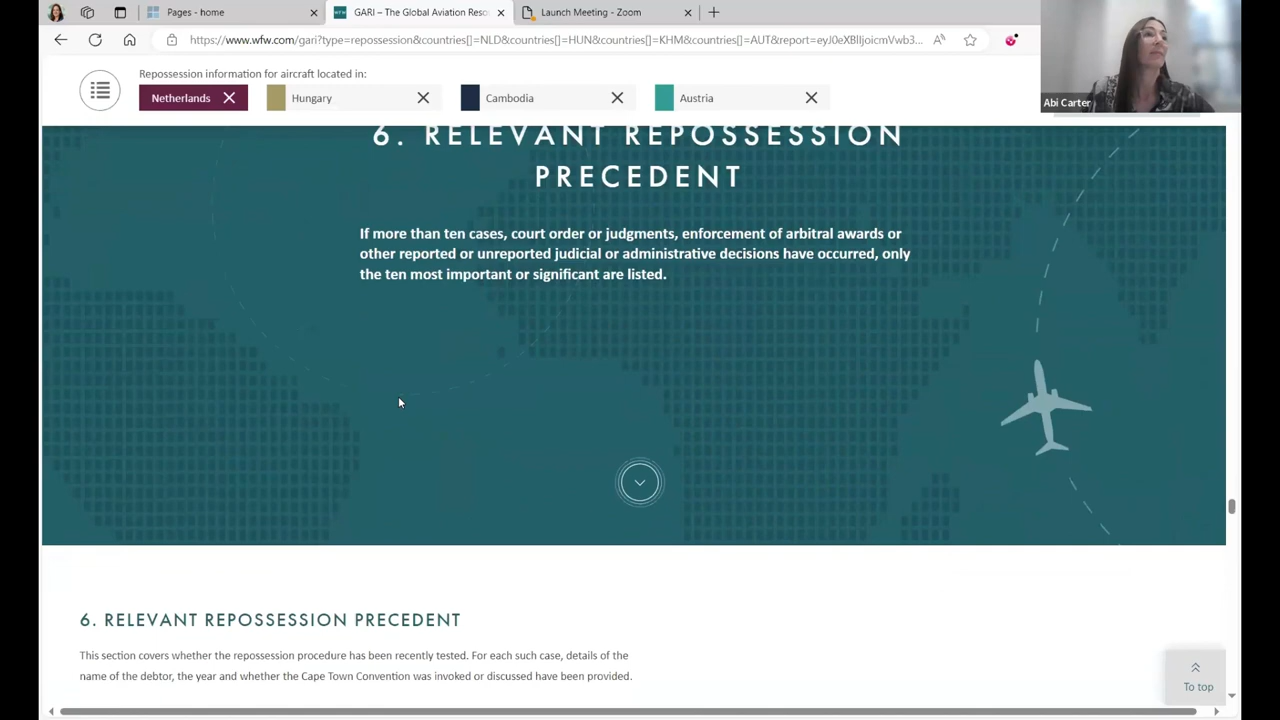 Pages - home
GARI – The Global Aviation Reso
Launch Meeting - Zoom
https://www.wfw.com/gari?type=repossession&countries[]=NLD&countries[]=HUN&countries[]=KHM&countries[]=AUT&report=eyJ0eXBlIjoicmVwb3...
Abi Carter
Repossession information for aircraft located in:
Netherlands
Hungary
Cambodia
Austria
6. RELEVANT REPOSSESSION
PRECEDENT
If more than ten cases, court order or judgments, enforcement of arbitral awards or
other reported or unreported judicial or administrative decisions have occurred, only
the ten most important or significant are listed.
6. RELEVANT REPOSSESSION PRECEDENT
This section covers whether the repossession procedure has been recently tested. For each such case, details of the
name of the debtor, the year and whether the Cape Town Convention was invoked or discussed have been provided.
To top